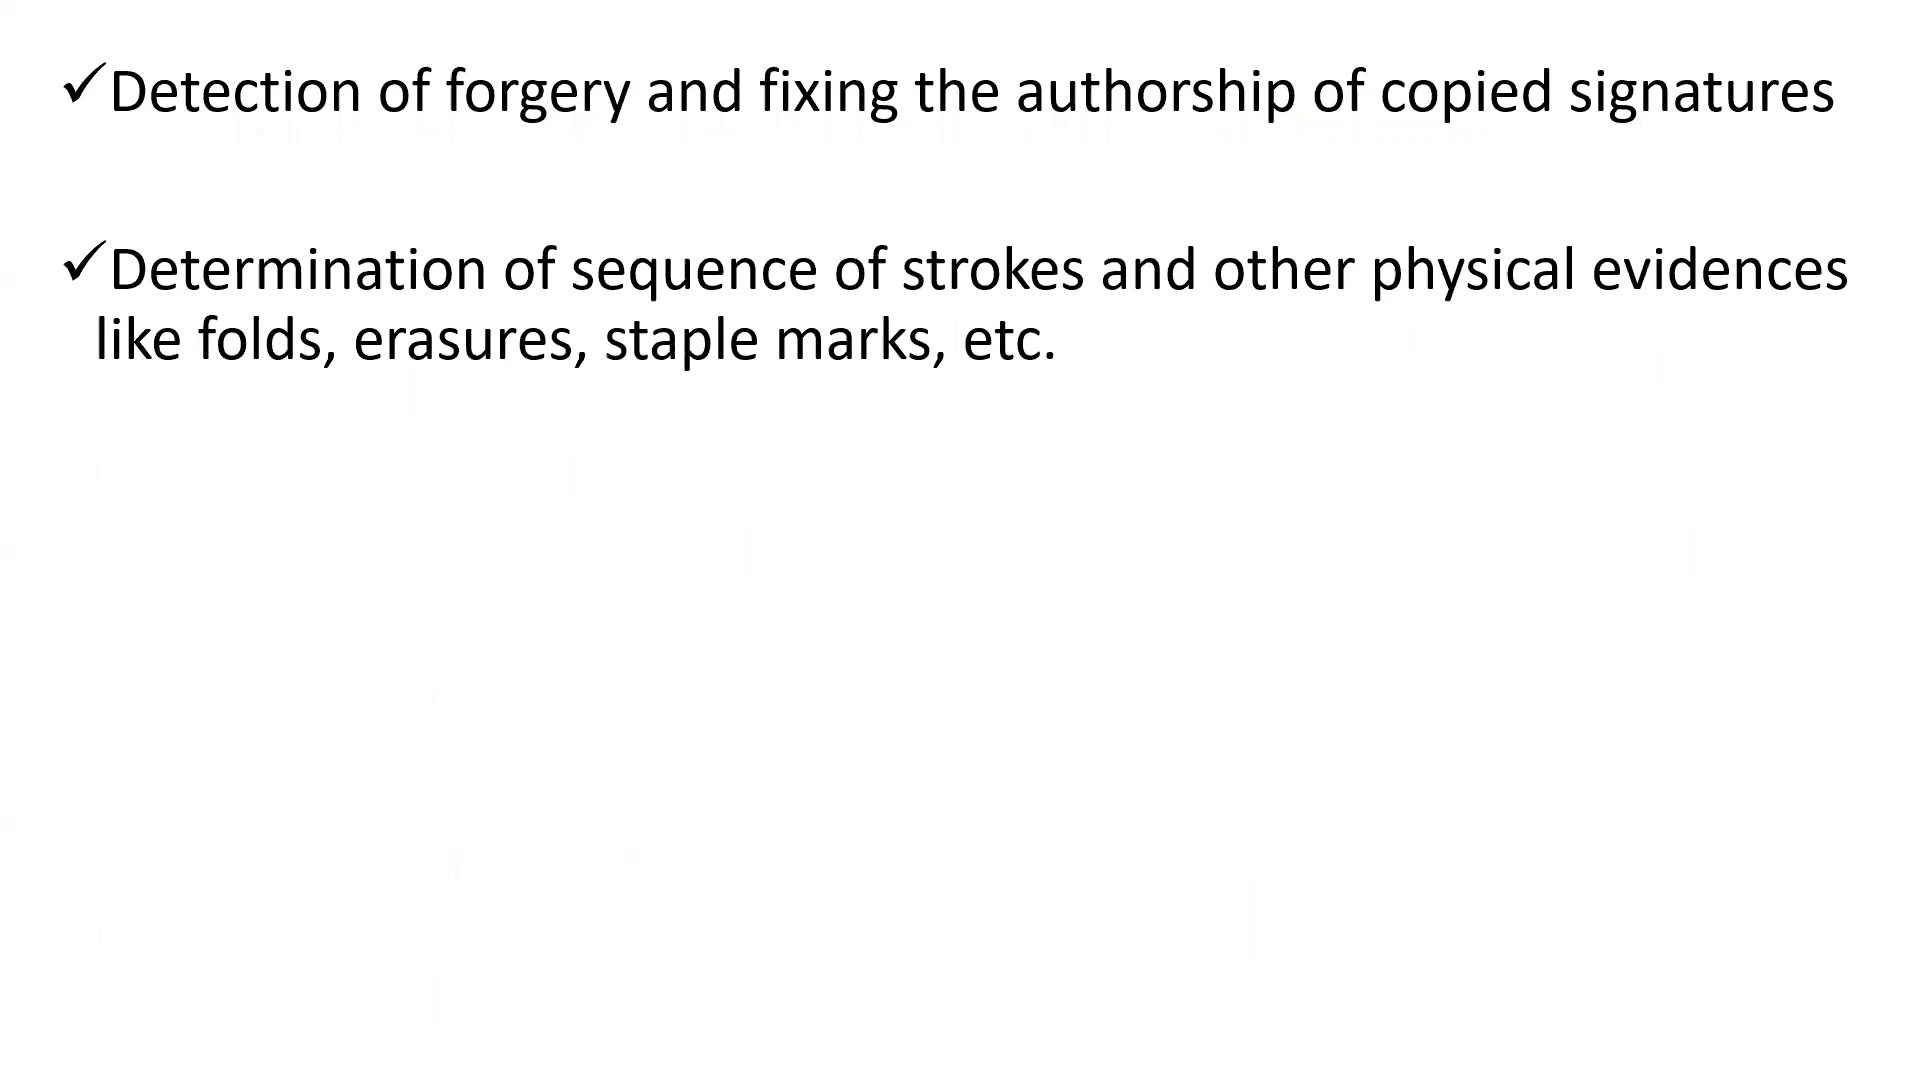 ✓Detection of forgery and fixing the authorship of copied signatures
✓Determination of sequence of strokes and other physical evidences
like folds, erasures, staple marks, etc.